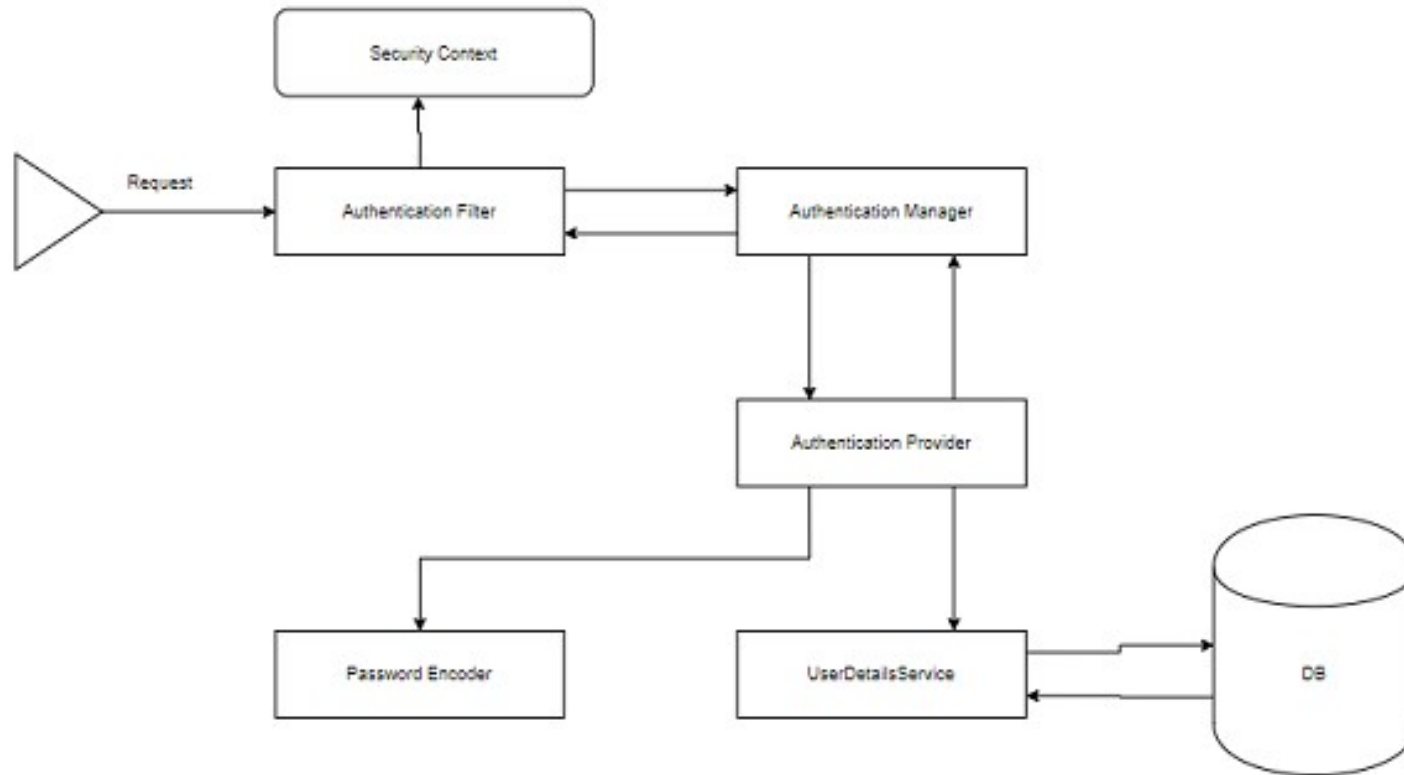 Security Context
Request
Authentication Filter
Authentication Manager
Authentication Provider
Password Encoder
UserDetailsService
DB